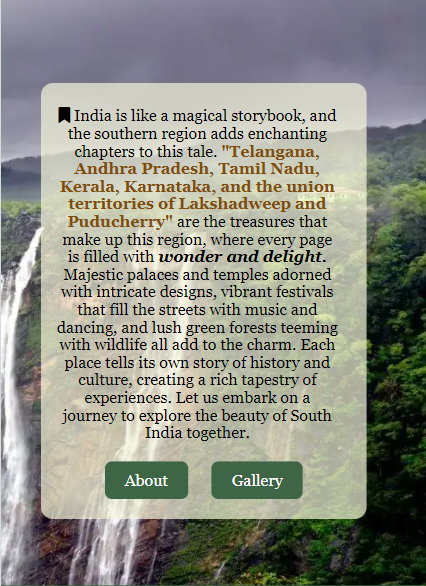 India is like a magical storybook, and
the southern region adds enchanting
chapters to this tale. "Telangana,
Andhra Pradesh, Tamil Nadu,
Kerala, Karnataka, and the union
territories of Lakshadweep and
Puducherry" are the treasures that
make up this region, where every page
is filled with wonder and delight.
Majestic palaces and temples adorned
with intricate designs, vibrant festivals
that fill the streets with music and
dancing, and lush green forests teeming
with wildlife all add to the charm. Each
place tells its own story of history and
culture, creating a rich tapestry of
experiences. Let us embark on a
journey to explore the beauty of South
India together.
About
Gallery